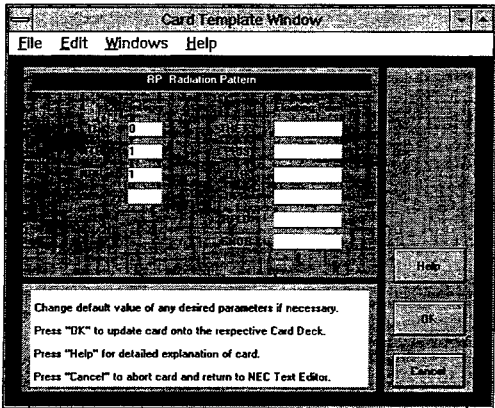 Card Template Window
File Edit Windows Help
RP Radiation Pattern
0
1
1
Help
OK
Cancel
Change default value of any desired parameters if necessary.
Press "OK" to update card onto the respective Card Deck.
Press "Help" for detailed explanation of card.
Press "Cancel" to abort card and return to NEC Text Editor.